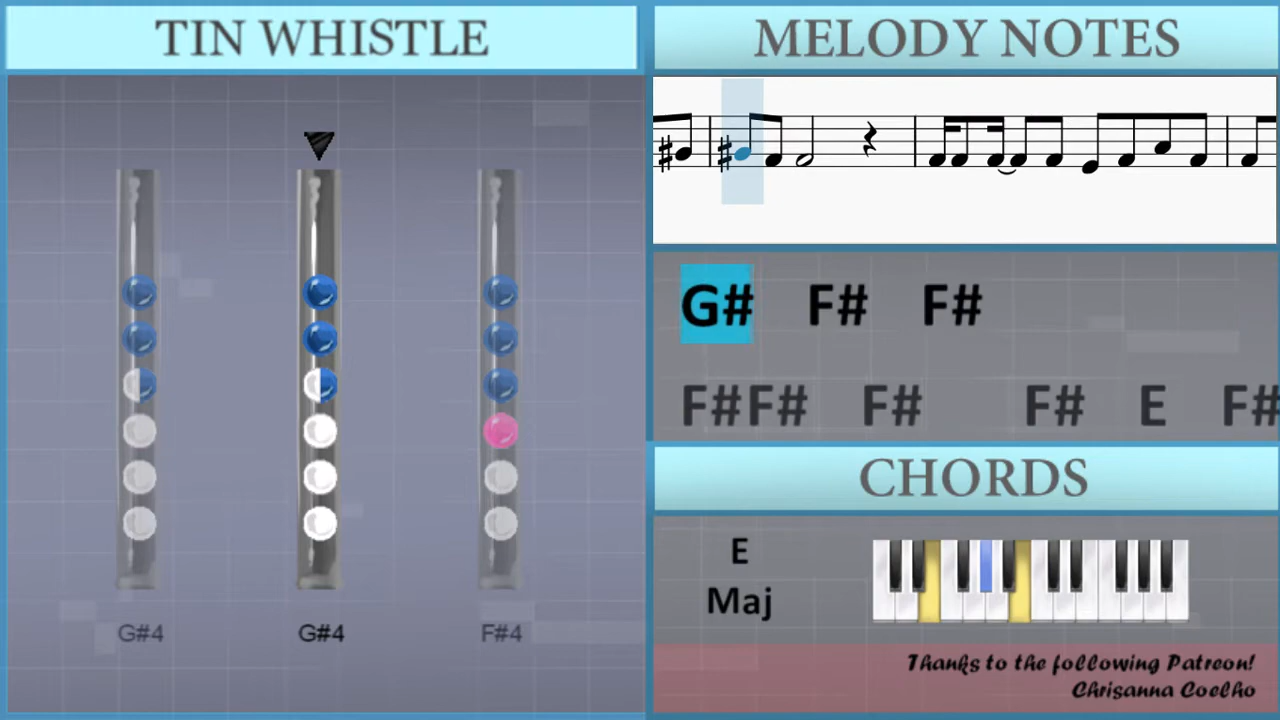 TIN WHISTLE
G#4 G#4 F#4
MELODY NOTES
G# F# F#
F#F# F# F# E F#
CHORDS
E
Maj
Thanks to the following Patreon!
Chrisanna Coelho